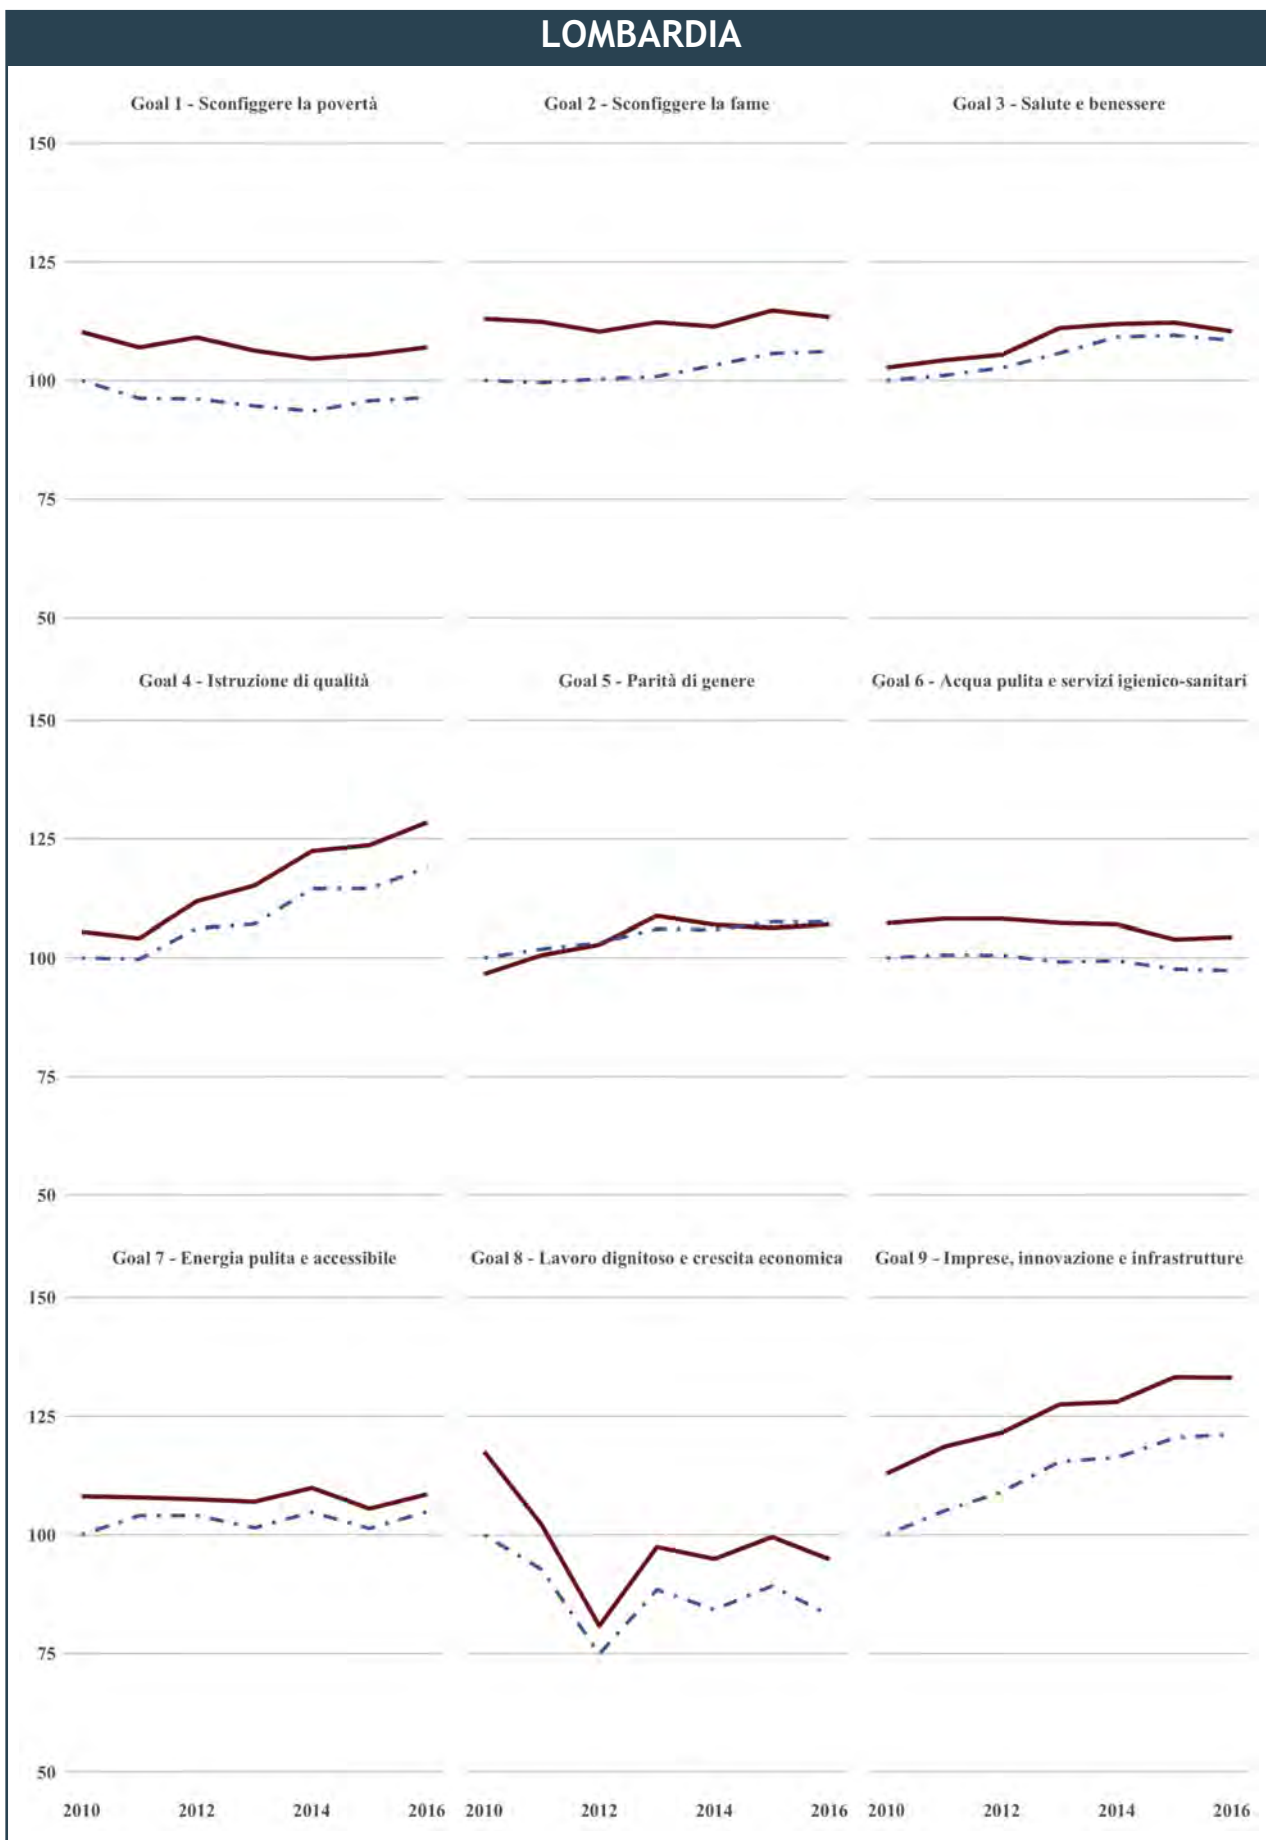 LOMBARDIA
Goal 1 - Sconfiggere la povertà
Goal 2 - Sconfiggere la fame
Goal 3 - Salute e benessere
150
125
100
75
50
Goal 4 - Istruzione di qualità
Goal 5 - Parità di genere
Goal 6 - Acqua pulita e servizi igienico-sanitari
150
125
100
75
50
Goal 7 - Energia pulita e accessibile
Goal 8 - Lavoro dignitoso e crescita economica
Goal 9 - Imprese, innovazione e infrastrutture
150
125
100
75
50
2010 2012 2014 2016
2010 2012 2014 2016
2010 2012 2014 2016